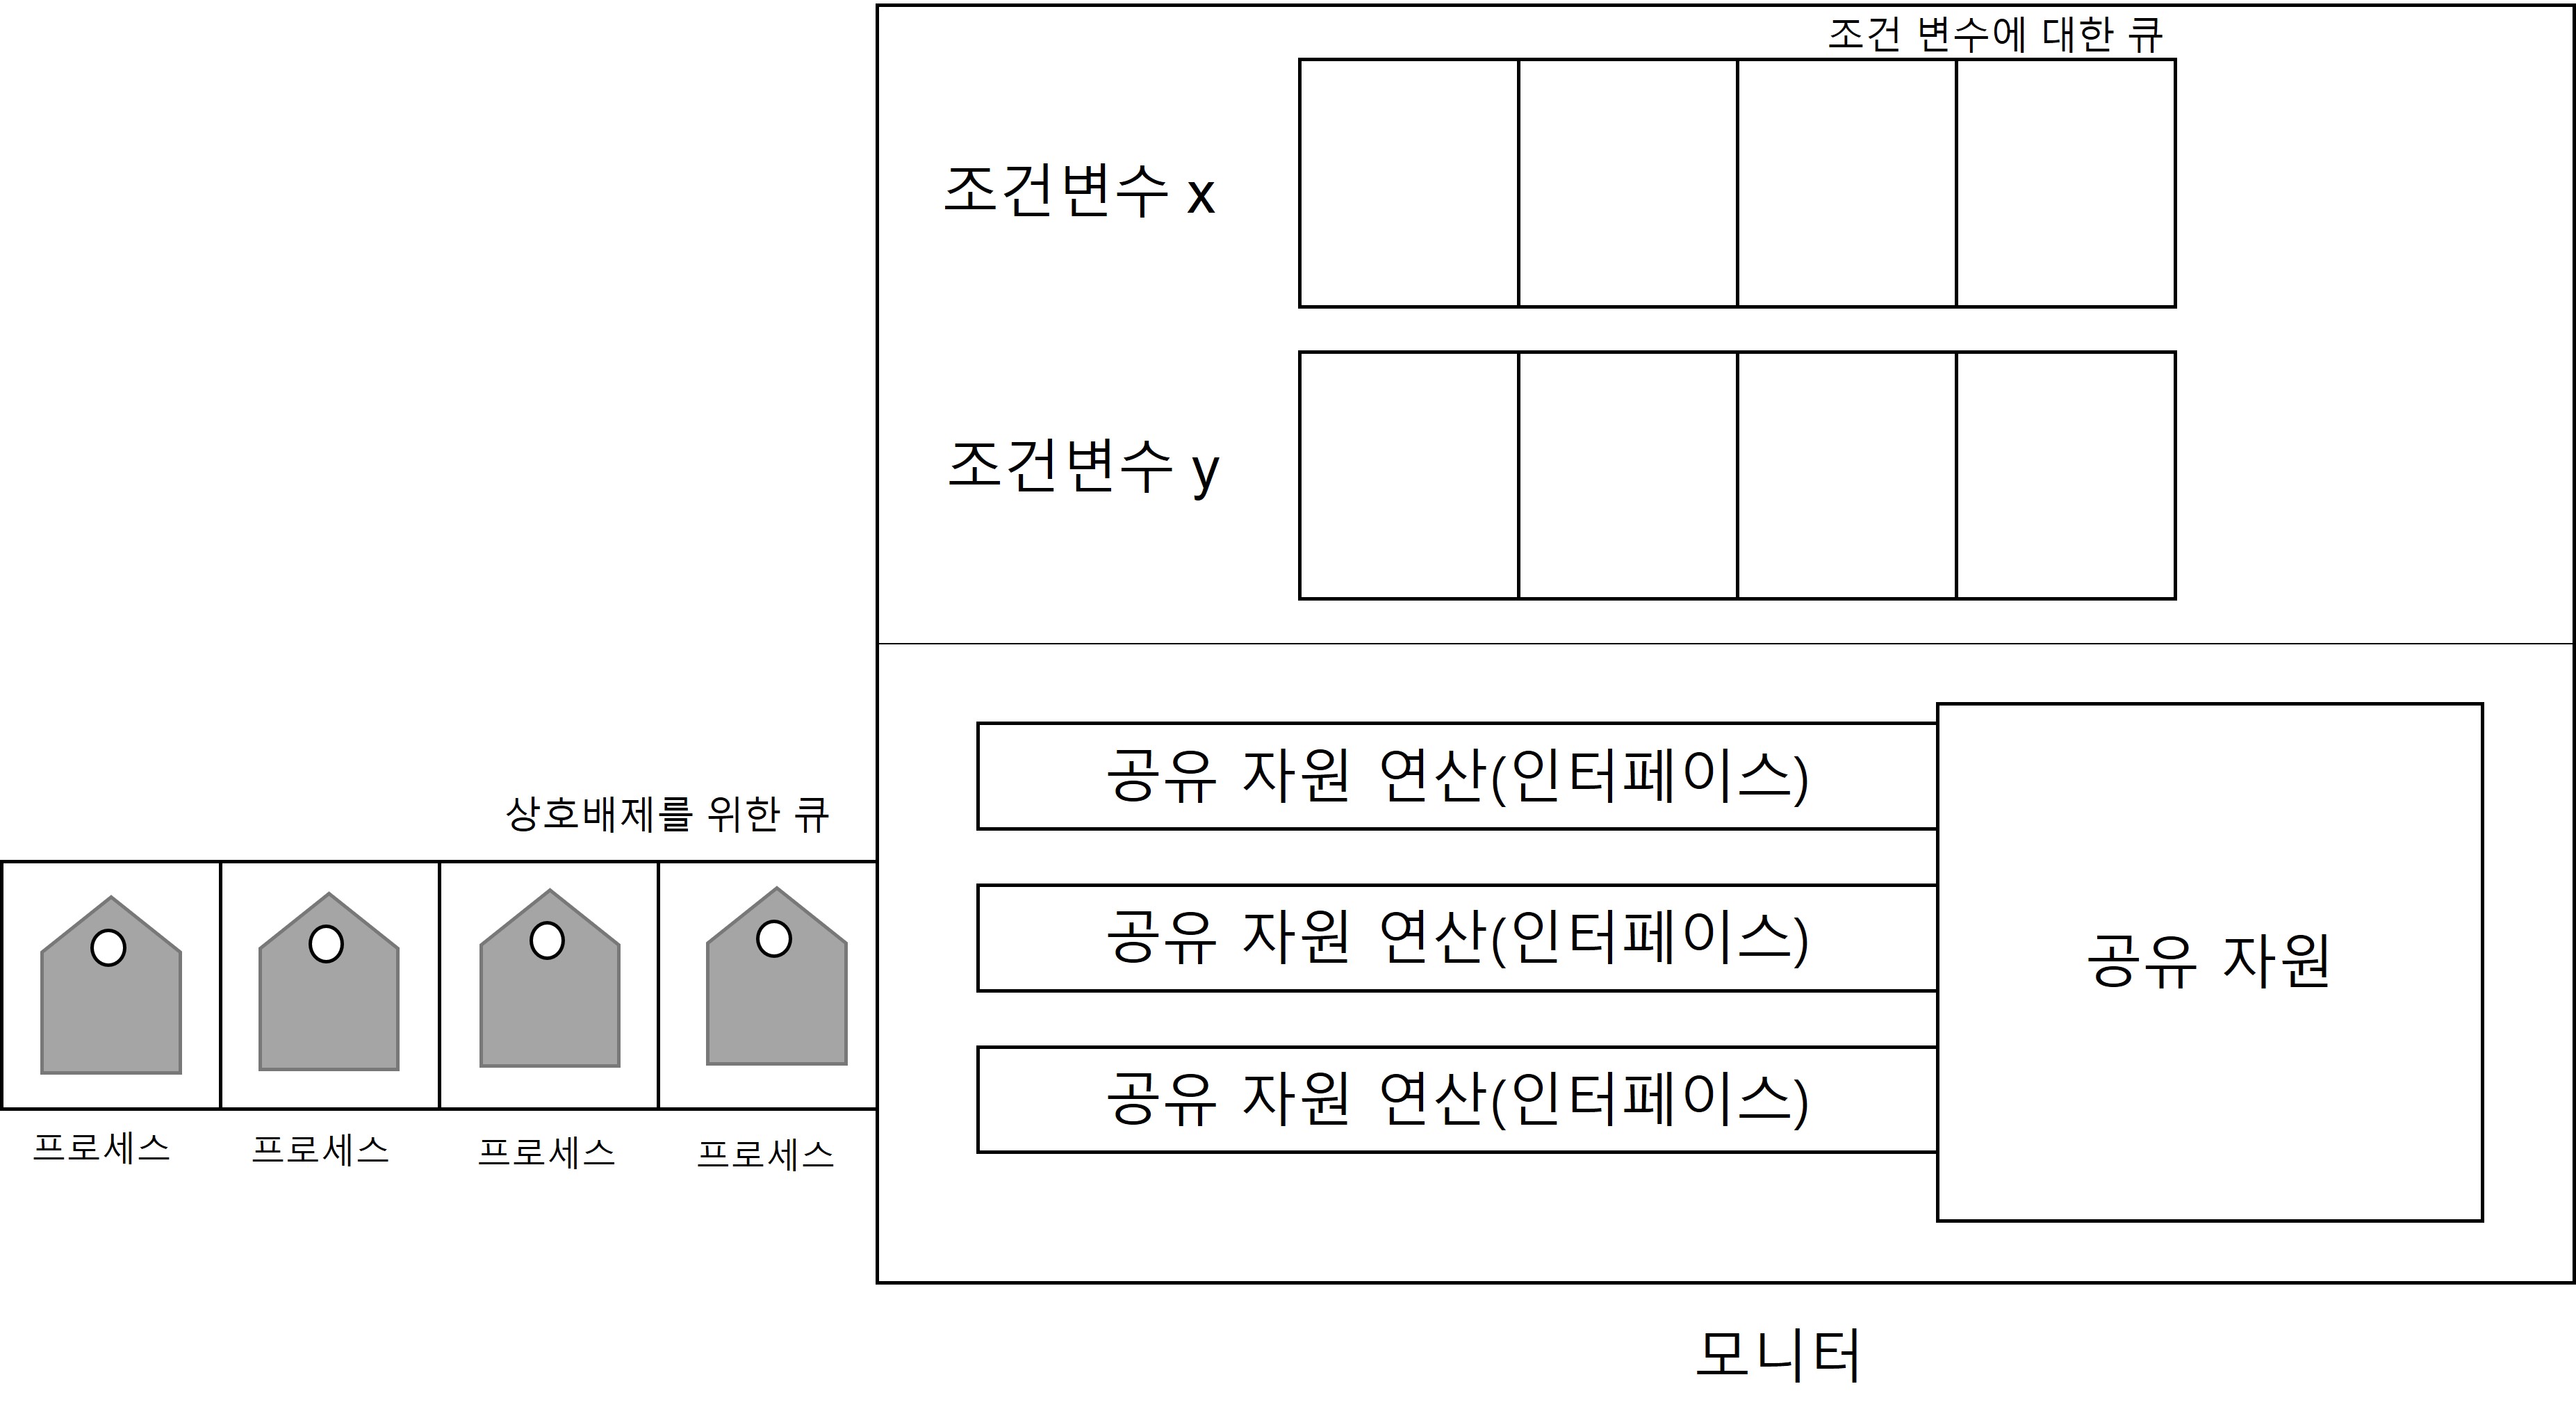 조건 변수에 대한 큐
조건변수 x
조건변수 y
공유 자원 연산(인터페이스)
상호배제를 위한 큐
공유 자원 연산(인터페이스)
공유 자원
공유 자원 연산(인터페이스)
프로세스
프로세스
프로세스
프로세스
모니터